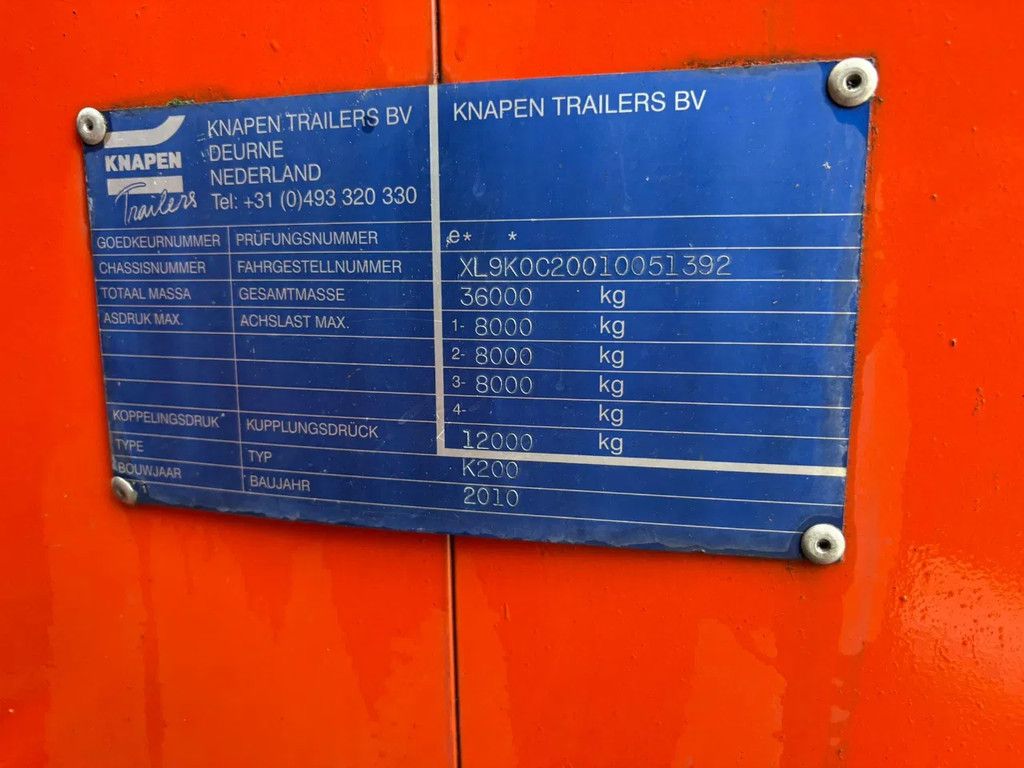 KNAPEN
Trailers
KNAPEN TRAILERS BV
DEURNE
NEDERLAND
Tel: +31 (0)493 320 330
KNAPEN TRAILERS BV
GOEDKEURNUMMER PRÜFUNGSNUMMER e* *
CHASSISNUMMER FAHRGESTELLNUMMER XL9K0C20010051392
TOTAAL MASSA GESAMTMASSE 36000 kg
ASDRUK MAX. ACHSLAST MAX. 1- 8000 kg
2- 8000 kg
3- 8000 kg
4- kg
KOPPELINGSDRUK KUPPLUNGSDRÜCK 12000 kg
TYPE TYP K200
BOUWJAAR BAUJAHR 2010